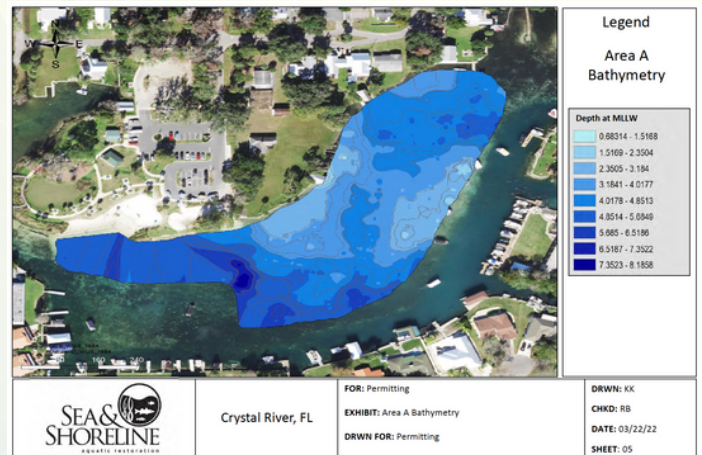 N
W E
S
160 240
Legend
Area A
Bathymetry
Depth at MLLW
0.68314 - 1.5168
1.5169 - 2.3504
2.3505 - 3.184
3.1841 - 4.0177
4.0178 - 4.8513
4.8514 - 5.6849
5.685 - 6.5186
6.5187 - 7.3522
7.3523 - 8.1858
SEA &
SHORELINE
aquatic restoration
Crystal River, FL
FOR: Permitting
EXHIBIT: Area A Bathymetry
DRWN FOR: Permitting
DRWN: KK
CHKD: RB
DATE: 03/22/22
SHEET: 05